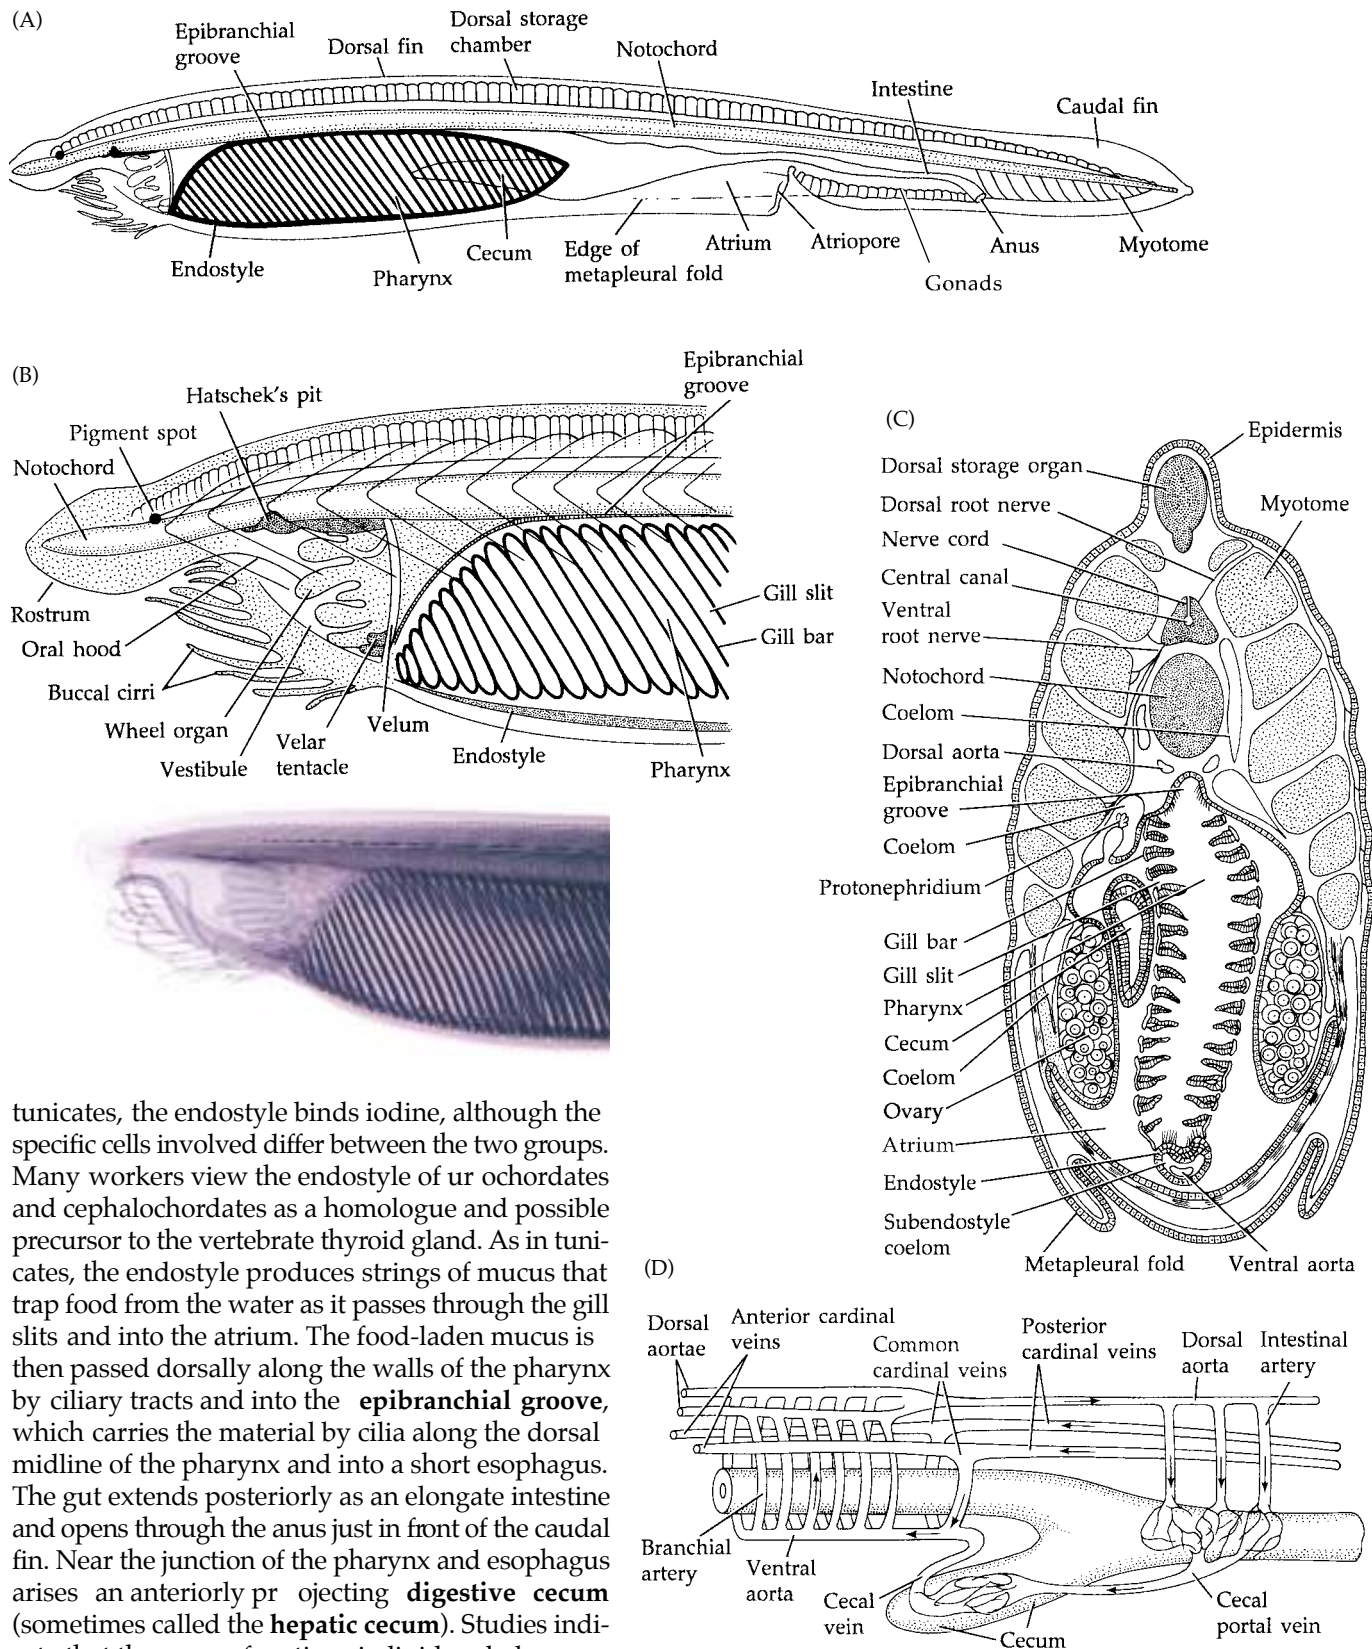 (A)
Epibranchial
groove
Dorsal fin
Dorsal storage
chamber
Notochord
Intestine
Caudal fin
Endostyle
Pharynx
Cecum
Edge of
metapleural fold
Atrium
Atriopore
Gonads
Anus
Myotome
(B)
Epibranchial
groove
Hatschek's pit
Pigment spot
Notochord
Rostrum
Oral hood
Buccal cirri
Wheel organ
Vestibule
Velar
tentacle
Velum
Endostyle
Pharynx
Gill slit
Gill bar
(C)
Epidermis
Dorsal storage organ
Dorsal root nerve
Myotome
Nerve cord
Central canal
Ventral
root nerve
Notochord
Coelom
Dorsal aorta
Epibranchial
groove
Coelom
Protonephridium
Gill bar
Gill slit
Pharynx
Cecum
Coelom
Ovary
Atrium
Endostyle
Subendostyle
coelom
Metapleural fold
Ventral aorta
tunicates, the endostyle binds iodine, although the
specific cells involved differ between the two groups.
Many workers view the endostyle of ur ochordates
and cephalochordates as a homologue and possible
precursor to the vertebrate thyroid gland. As in tuni-
cates, the endostyle produces strings of mucus that
trap food from the water as it passes through the gill
slits and into the atrium. The food-laden mucus is
then passed dorsally along the walls of the pharynx
by ciliary tracts and into the epibranchial groove,
which carries the material by cilia along the dorsal
midline of the pharynx and into a short esophagus.
The gut extends posteriorly as an elongate intestine
and opens through the anus just in front of the caudal
fin. Near the junction of the pharynx and esophagus
arises an anteriorly pr ojecting digestive cecum
(sometimes called the hepatic cecum). Studies indi-
(D)
Dorsal
aortae
Anterior cardinal
veins
Common
cardinal veins
Posterior
cardinal veins
Dorsal
aorta
Intestinal
artery
Branchial
artery
Ventral
aorta
Cecal
vein
Cecum
Cecal
portal vein